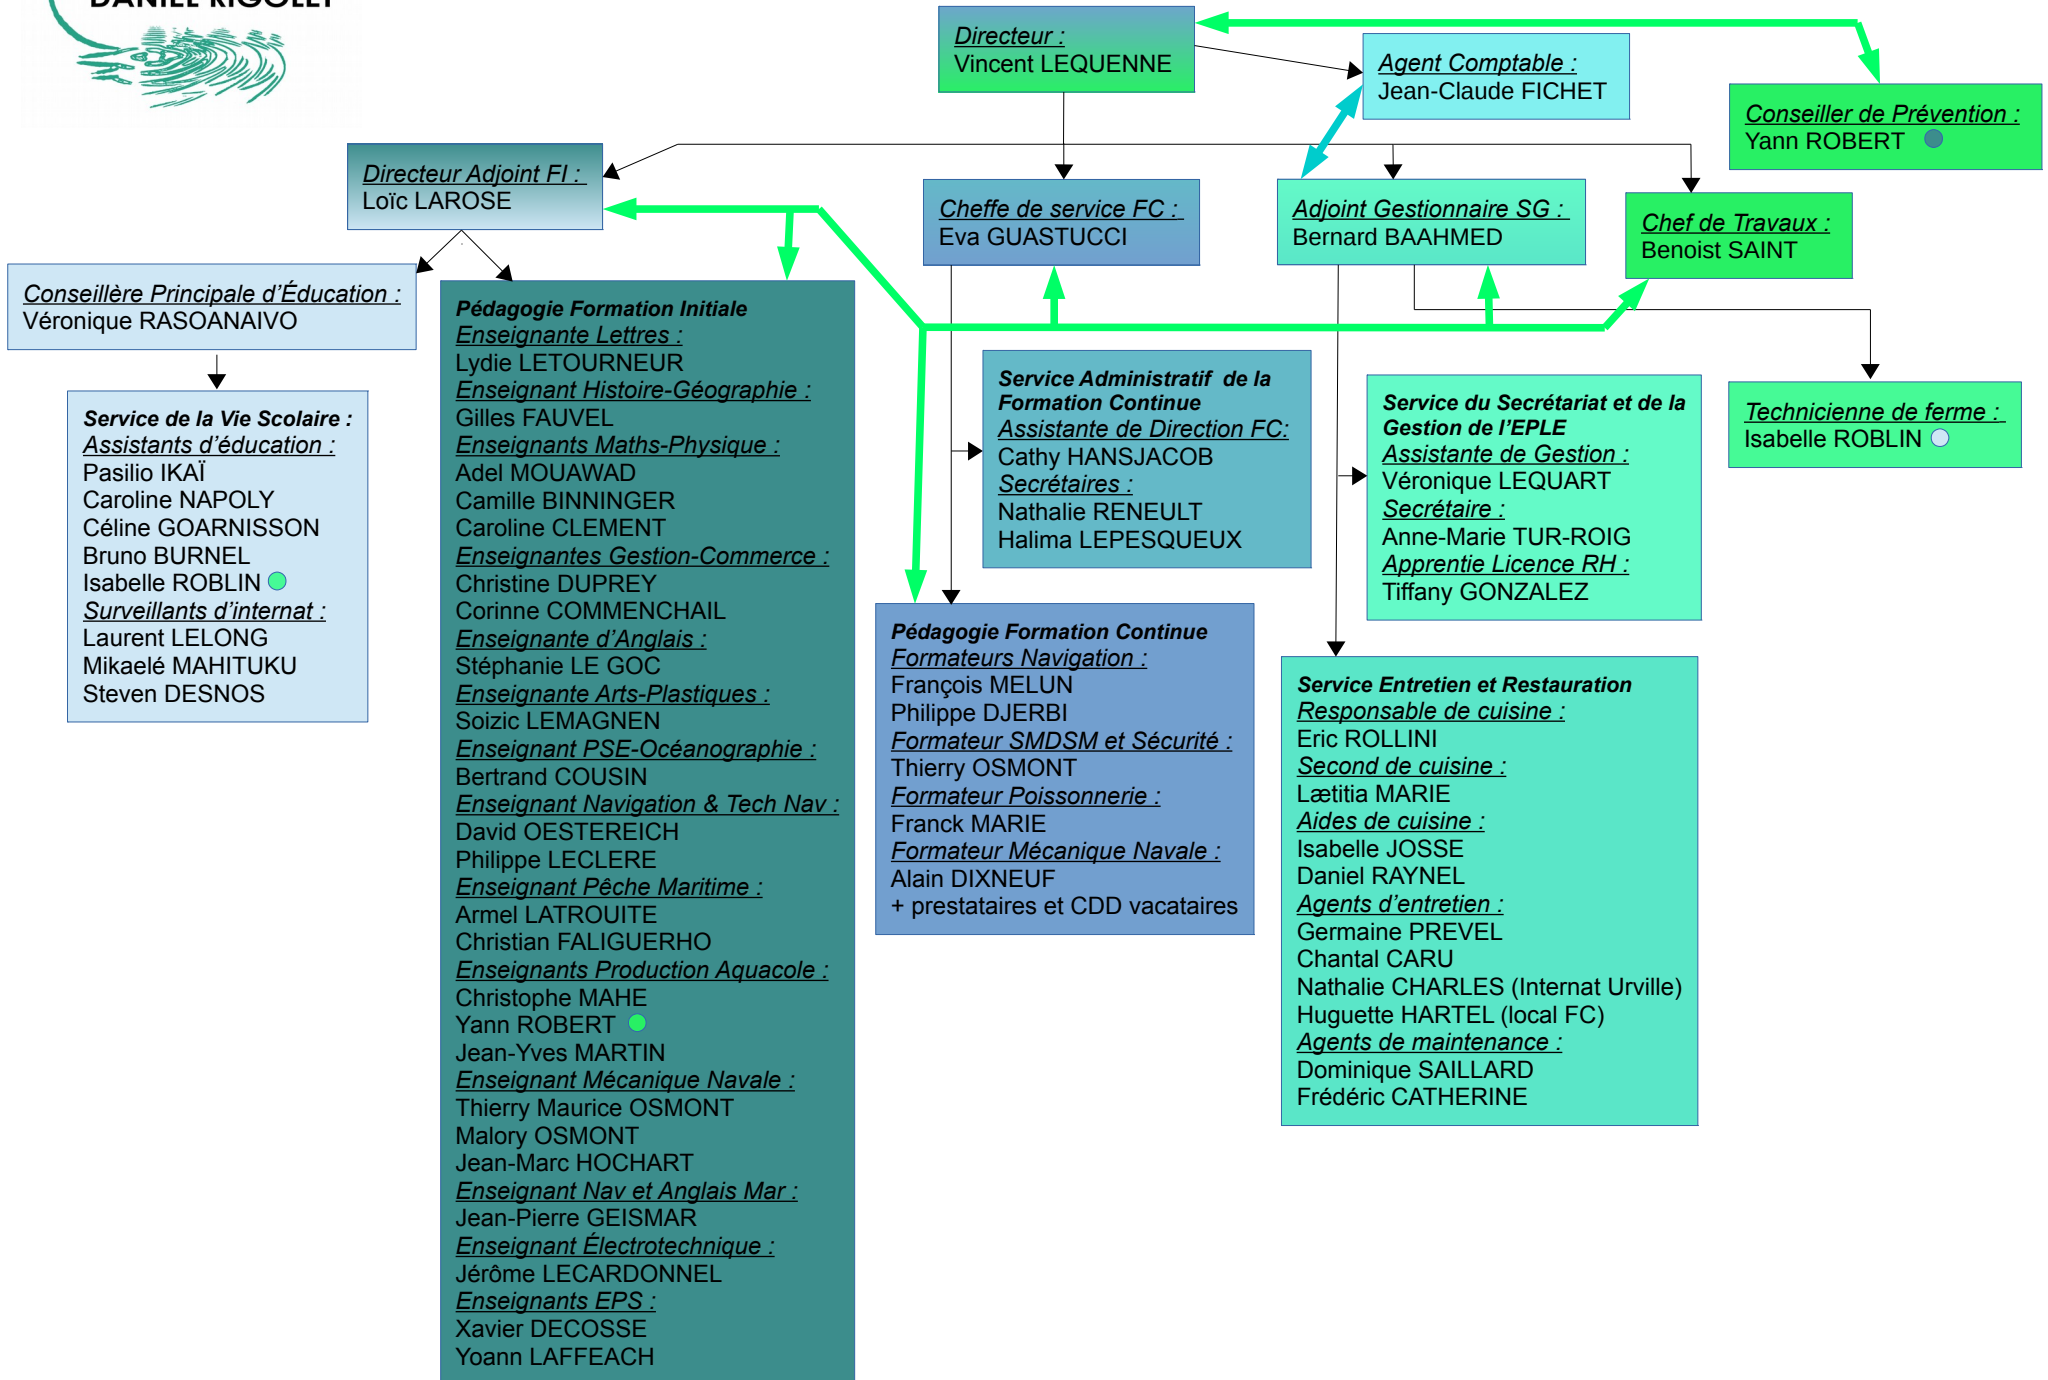 DANIEL RIGOLET
Directeur :
Vincent LEQUENNE
Agent Comptable :
Jean-Claude FICHET
Conseiller de Prévention :
Yann ROBERT
Directeur Adjoint FI :
Loïc LAROSE
Cheffe de service FC :
Eva GUASTUCCI
Adjoint Gestionnaire SG :
Bernard BAAHMED
Chef de Travaux :
Benoist SAINT
Conseillère Principale d'Éducation :
Véronique RASOANAIVO
Service de la Vie Scolaire :
Assistants d'éducation :
Pasilio IKAÏ
Caroline NAPOLY
Céline GOARNISSON
Bruno BURNEL
Isabelle ROBLIN
Surveillants d'internat :
Laurent LELONG
Mikaelé MAHITUKU
Steven DESNOS
Pédagogie Formation Initiale
Enseignante Lettres :
Lydie LETOURNEUR
Enseignant Histoire-Géographie :
Gilles FAUVEL
Enseignants Maths-Physique :
Adel MOUAWAD
Camille BINNINGER
Caroline CLEMENT
Enseignantes Gestion-Commerce :
Christine DUPREY
Corinne COMMENCHAIL
Enseignante d'Anglais :
Stéphanie LE GOC
Enseignante Arts-Plastiques :
Soizic LEMAGNEN
Enseignant PSE-Océanographie :
Bertrand COUSIN
Enseignant Navigation & Tech Nav :
David OESTEREICH
Philippe LECLERE
Enseignant Pêche Maritime :
Armel LATROUITE
Christian FALIGUERHO
Enseignants Production Aquacole :
Christophe MAHE
Yann ROBERT
Jean-Yves MARTIN
Enseignant Mécanique Navale :
Thierry Maurice OSMONT
Malory OSMONT
Jean-Marc HOCHART
Enseignant Nav et Anglais Mar :
Jean-Pierre GEISMAR
Enseignant Électrotechnique :
Jérôme LECARDONNEL
Enseignants EPS :
Xavier DECOSSE
Yoann LAFFEACH
Service Administratif de la
Formation Continue
Assistante de Direction FC:
Cathy HANSJACOB
Secrétaires :
Nathalie RENEULT
Halima LEPESQUEUX
Pédagogie Formation Continue
Formateurs Navigation :
François MELUN
Philippe DJERBI
Formateur SMDSM et Sécurité :
Thierry OSMONT
Formateur Poissonnerie :
Franck MARIE
Formateur Mécanique Navale :
Alain DIXNEUF
+ prestataires et CDD vacataires
Service du Secrétariat et de la
Gestion de l'EPLE
Assistante de Gestion :
Véronique LEQUART
Secrétaire :
Anne-Marie TUR-ROIG
Apprentie Licence RH :
Tiffany GONZALEZ
Service Entretien et Restauration
Responsable de cuisine :
Eric ROLLINI
Second de cuisine :
Lætitia MARIE
Aides de cuisine :
Isabelle JOSSE
Daniel RAYNEL
Agents d'entretien :
Germaine PREVEL
Chantal CARU
Nathalie CHARLES (Internat Urville)
Huguette HARTEL (local FC)
Agents de maintenance :
Dominique SAILLARD
Frédéric CATHERINE
Technicienne de ferme :
Isabelle ROBLIN